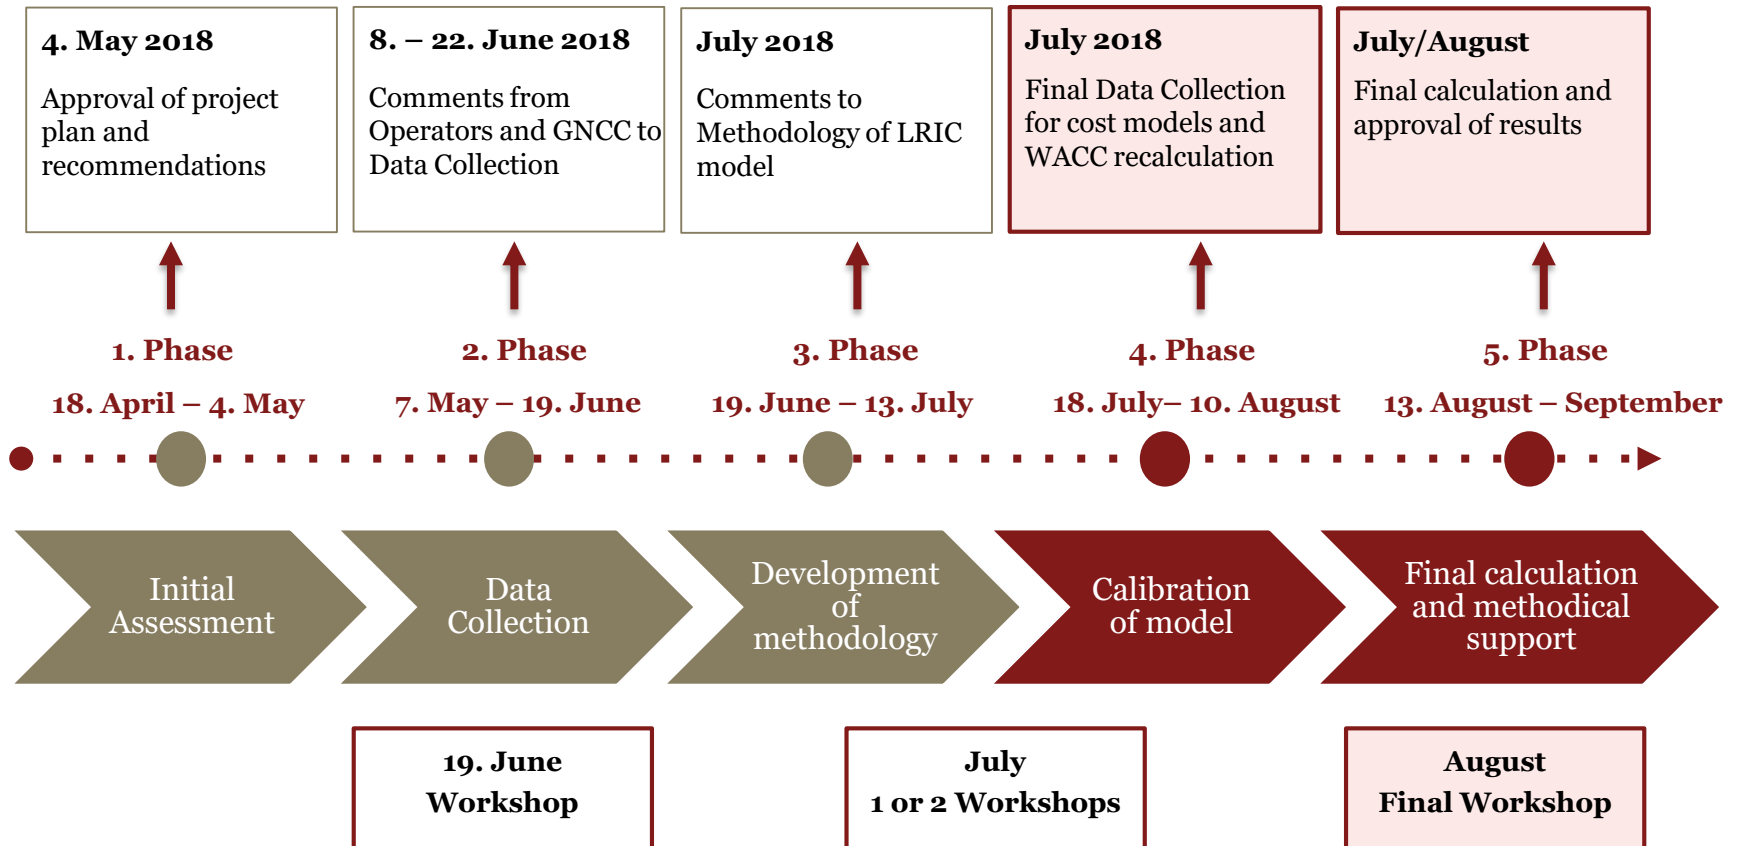 4. May 2018
Approval of project
plan and
recommendations
8. – 22. June 2018
Comments from
Operators and GNCC to
Data Collection
July 2018
Comments to
Methodology of LRIC
model
July 2018
Final Data Collection
for cost models and
WACC recalculation
July/August
Final calculation and
approval of results
1. Phase
18. April – 4. May
2. Phase
7. May – 19. June
3. Phase
19. June – 13. July
4. Phase
18. July– 10. August
5. Phase
13. August – September
Initial
Assessment
Data
Collection
Development
of
methodology
Calibration
of model
Final calculation
and methodical
support
19. June
Workshop
July
1 or 2 Workshops
August
Final Workshop